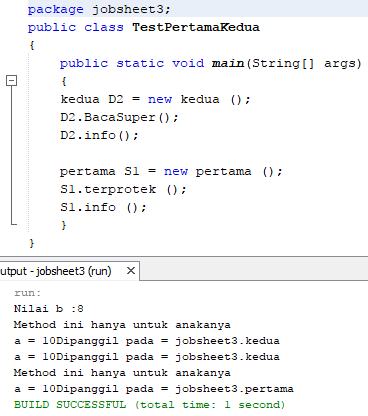 package jobsheet3;
public class TestPertamaKedua
{
public static void main(String[] args)
{
kedua D2 = new kedua ();
D2.BacaSuper();
D2.info();
pertama S1 = new pertama ();
S1.terprotek ();
S1.info ();
}
}
utput - jobsheet3 (run) X
run:
Nilai b :8
Method ini hanya untuk anakanya
a = 10Dipanggil pada = jobsheet3.kedua
a = 10Dipanggil pada = jobsheet3.kedua
Method ini hanya untuk anakanya
a = 10Dipanggil pada = jobsheet3.pertama
BUILD SUCCESSFUL (total time: 1 second)